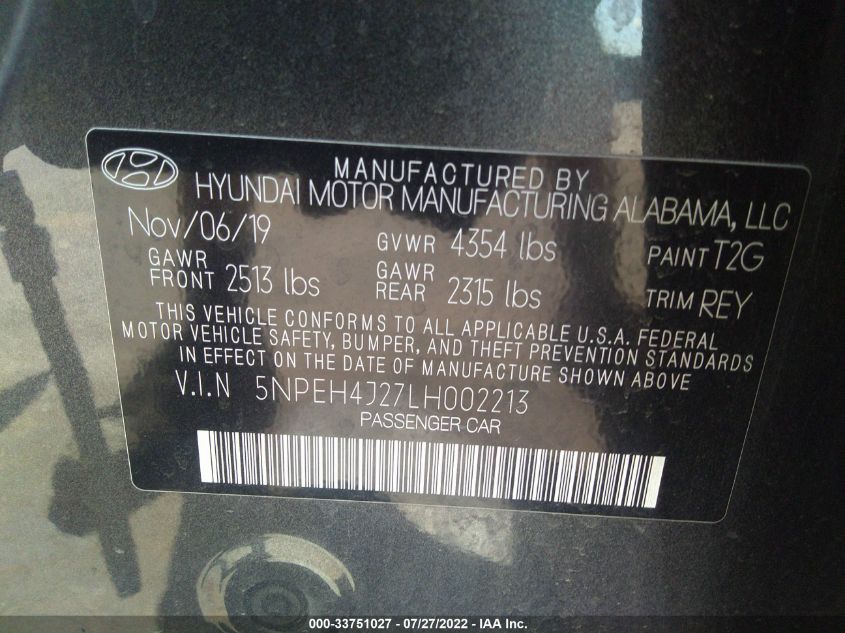 MANUFACTURED BY
HYUNDAI MOTOR MANUFACTURING ALABAMA, LLC
Nov/06/19 GVWR 4354 lbs PAINT T2G
GAWR FRONT 2513 lbs GAWR REAR 2315 lbs TRIM REY
THIS VEHICLE CONFORMS TO ALL APPLICABLE U.S.A. FEDERAL
MOTOR VEHICLE SAFETY, BUMPER, AND THEFT PREVENTION STANDARDS
IN EFFECT ON THE DATE OF MANUFACTURE SHOWN ABOVE
V.I.N 5NPEH4J27LH002213
PASSENGER CAR
000-33751027 - 07/27/2022 - IAA Inc.